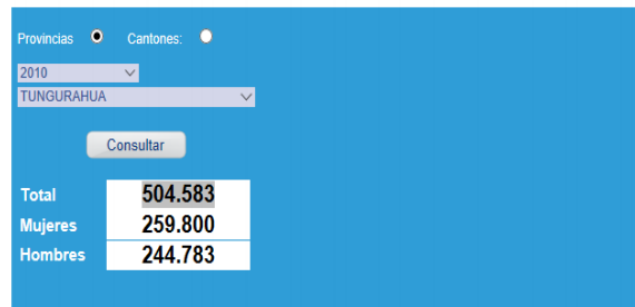 Provincias Cantones:
2010
TUNGURAHUA
Consultar
Total 504.583
Mujeres 259.800
Hombres 244.783